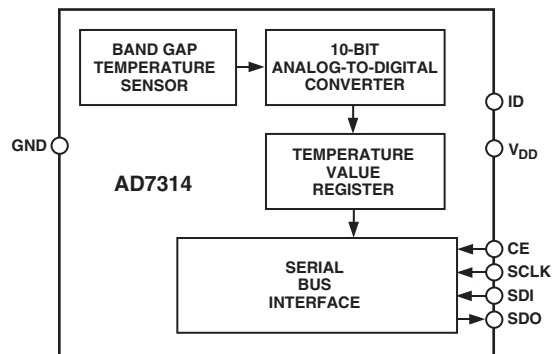 BAND GAP
TEMPERATURE
SENSOR
10-BIT
ANALOG-TO-DIGITAL
CONVERTER
ID
GND
VDD
AD7314
TEMPERATURE
VALUE
REGISTER
SERIAL
BUS
INTERFACE
CE
SCLK
SDI
SDO